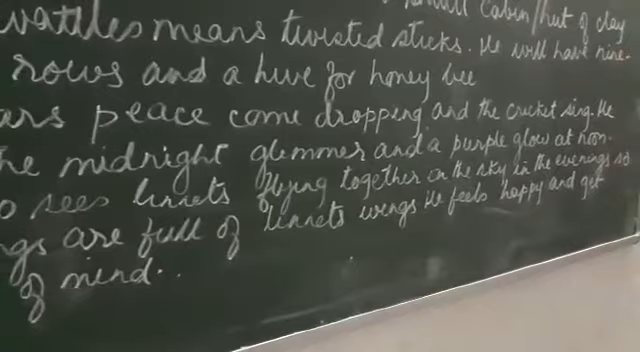 small Cabin/hut of clay
wattles means twisted sticks. He will have nine-
rows and a hive for honey bee
ars peace come dropping and the cricket sing. He
he midnight glimmer and a purple glow at noon.
o sees linnets flying together in the sky in the evenings so
gs are full of linnets wings He feels happy and get
of mind..